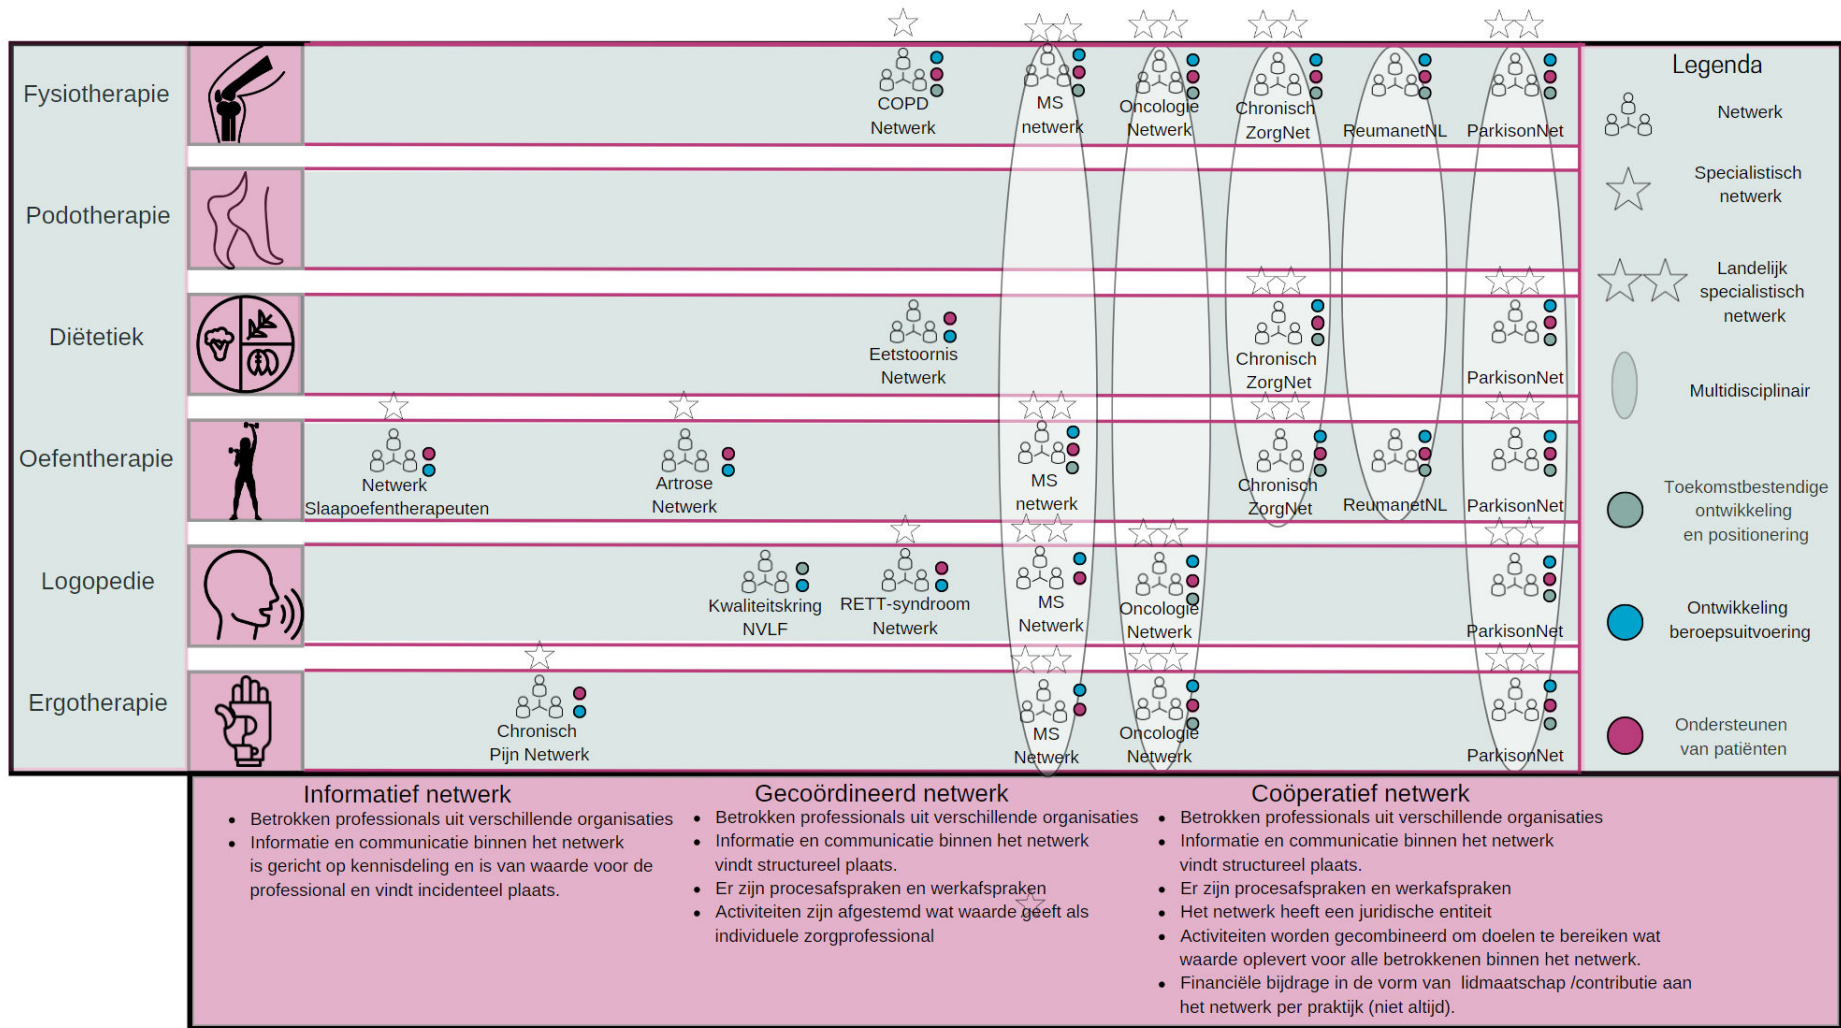 Fysiotherapie
COPD
Netwerk
MS
netwerk
Oncologie
Netwerk
Chronisch
ZorgNet
ReumanetNL
ParkisonNet
Podotherapie
Diëtetiek
Eetstoornis
Netwerk
Chronisch
ZorgNet
ParkisonNet
Oefentherapie
Netwerk
Slaapoefentherapeuten
Artrose
Netwerk
MS
netwerk
Chronisch
ZorgNet
ReumanetNL
ParkisonNet
Logopedie
Kwaliteitskring
NVLF
RETT-syndroom
Netwerk
MS
Netwerk
Oncologie
Netwerk
ParkisonNet
Ergotherapie
Chronisch
Pijn Netwerk
MS
Netwerk
Oncologie
Netwerk
ParkisonNet
Legenda
Netwerk
Specialistisch
netwerk
Landelijk
specialistisch
netwerk
Multidisciplinair
Toekomstbestendige
ontwikkeling
en positionering
Ontwikkeling
beroepsuitvoering
Ondersteunen
van patiënten
Informatief netwerk
• Betrokken professionals uit verschillende organisaties
• Informatie en communicatie binnen het netwerk
is gericht op kennisdeling en is van waarde voor de
professional en vindt incidenteel plaats.
Gecoördineerd netwerk
• Betrokken professionals uit verschillende organisaties
• Informatie en communicatie binnen het netwerk
vindt structureel plaats.
• Er zijn procesafspraken en werkafspraken
• Activiteiten zijn afgestemd wat waarde geeft als
individuele zorgprofessional
Coöperatief netwerk
• Betrokken professionals uit verschillende organisaties
• Informatie en communicatie binnen het netwerk
vindt structureel plaats.
• Er zijn procesafspraken en werkafspraken
• Het netwerk heeft een juridische entiteit
• Activiteiten worden gecombineerd om doelen te bereiken wat
waarde oplevert voor alle betrokkenen binnen het netwerk.
• Financiële bijdrage in de vorm van lidmaatschap /contributie aan
het netwerk per praktijk (niet altijd).